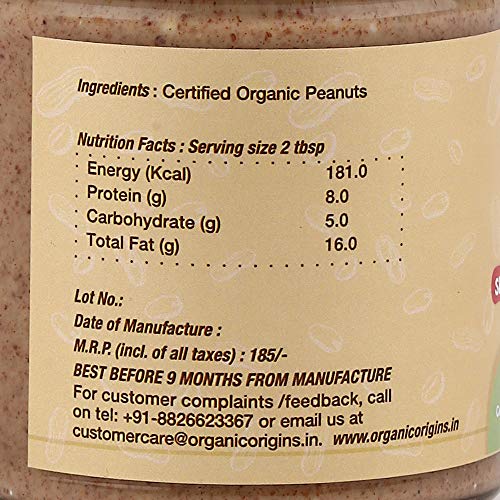 Ingredients : Certified Organic Peanuts
Nutrition Facts : Serving size 2 tbsp
Energy (Kcal) 181.0
Protein (g) 8.0
Carbohydrate (g) 5.0
Total Fat (g) 16.0
Lot No.:
Date of Manufacture :
M.R.P. (incl. of all taxes) : 185/-
BEST BEFORE 9 MONTHS FROM MANUFACTURE
For customer complaints /feedback, call
on tel: +91-8826623367 or email us at
customercare@organicorigins.in. www.organicorigins.in